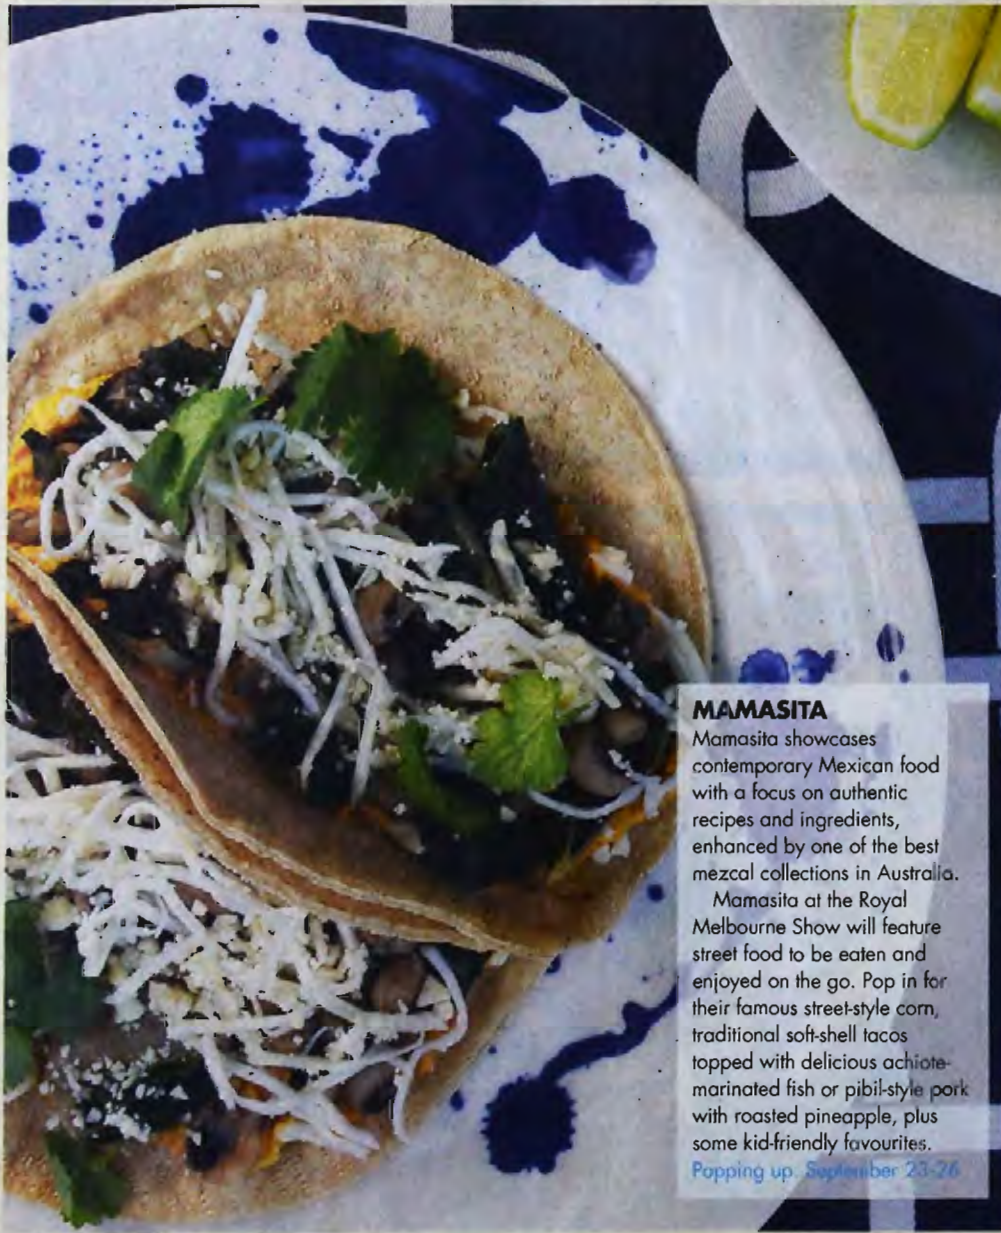 MAMASITA
Mamasita showcases
contemporary Mexican food
with a focus on authentic
recipes and ingredients,
enhanced by one of the best
mezcal collections in Australia.
Mamasita at the Royal
Melbourne Show will feature
street food to be eaten and
enjoyed on the go. Pop in for
their famous street-style corn,
traditional soft-shell tacos
topped with delicious achiote-
marinated fish or pibil-style pork
with roasted pineapple, plus
some kid-friendly favourites.
Popping up: September 23-26